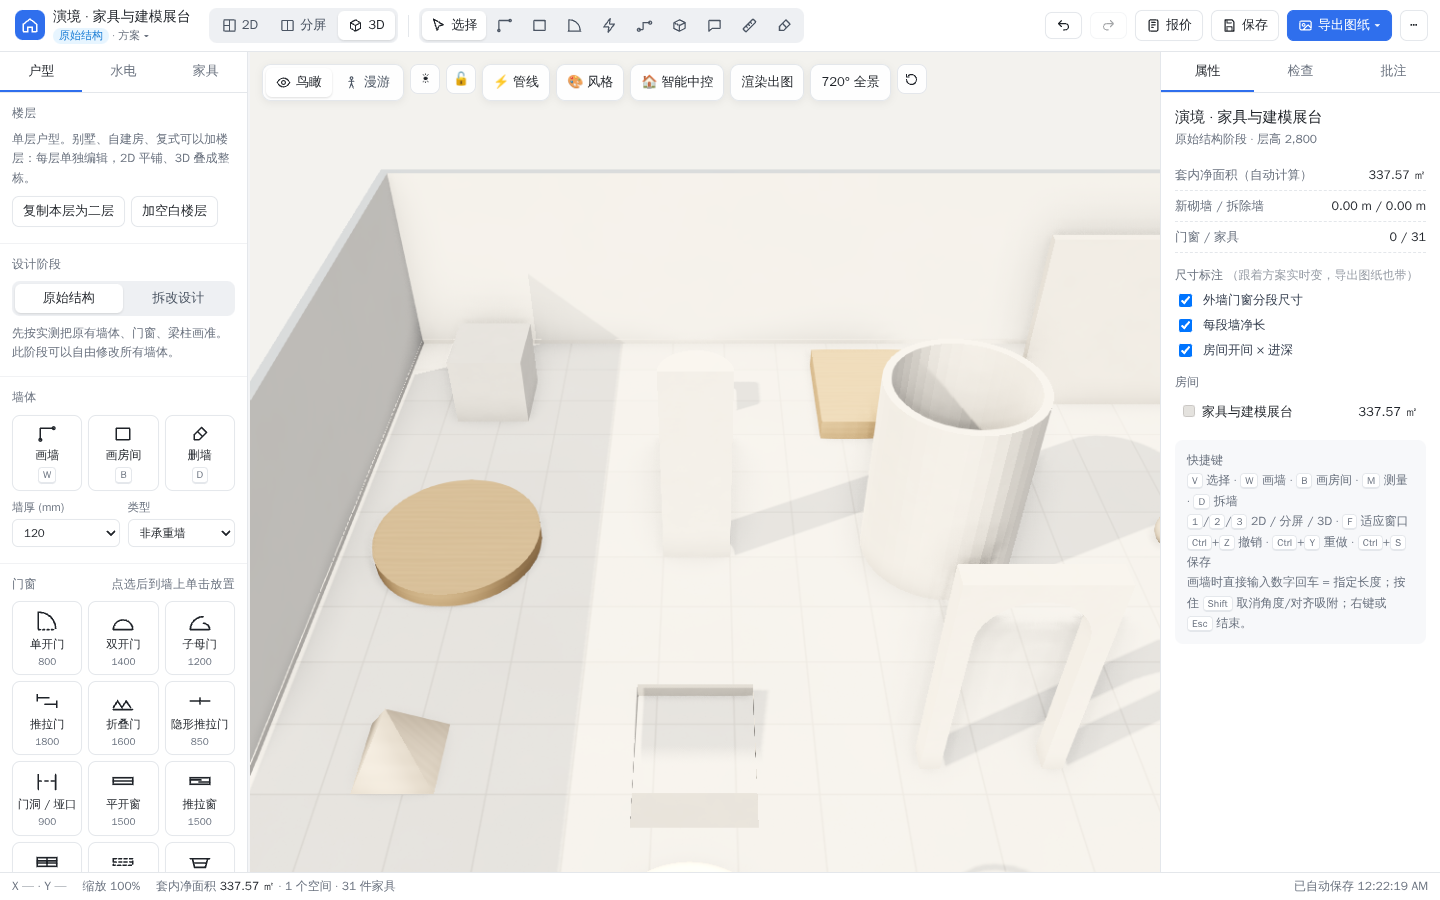 演境 · 家具与建模展台
原始结构 · 方案
2D
分屏
3D
选择
报价
保存
导出图纸
户型
水电
家具
楼层
单层户型。别墅、自建房、复式可以加楼
层：每层单独编辑，2D 平铺、3D 叠成整
栋。
复制本层为二层
加空白楼层
设计阶段
原始结构
拆改设计
先按实测把原有墙体、门窗、梁柱画准。
此阶段可以自由修改所有墙体。
墙体
画墙
W
画房间
B
删墙
D
墙厚 (mm)
类型
120
非承重墙
门窗
点选后到墙上单击放置
单开门
800
双开门
1400
子母门
1200
推拉门
1800
折叠门
1600
隐形推拉门
850
门洞 / 垭口
900
平开窗
1500
推拉窗
1500
鸟瞰
漫游
管线
风格
智能中控
渲染出图
720° 全景
属性
检查
批注
演境 · 家具与建模展台
原始结构阶段 · 层高 2,800
套内净面积（自动计算）
337.57 ㎡
新砌墙 / 拆除墙
0.00 m / 0.00 m
门窗 / 家具
0 / 31
尺寸标注 （跟着方案实时变，导出图纸也带）
外墙门窗分段尺寸
每段墙净长
房间开间 × 进深
房间
家具与建模展台
337.57 ㎡
快捷键
V 选择 · W 画墙 · B 画房间 · M 测量
· D 拆墙
1/2/3 2D / 分屏 / 3D · F 适应窗口
Ctrl+Z 撤销 · Ctrl+Y 重做 · Ctrl+S
保存
画墙时直接输入数字回车 = 指定长度；按
住 Shift 取消角度/对齐吸附；右键或
Esc 结束。
X — · Y —
缩放 100%
套内净面积 337.57 ㎡ · 1 个空间 · 31 件家具
已自动保存 12:22:19 AM